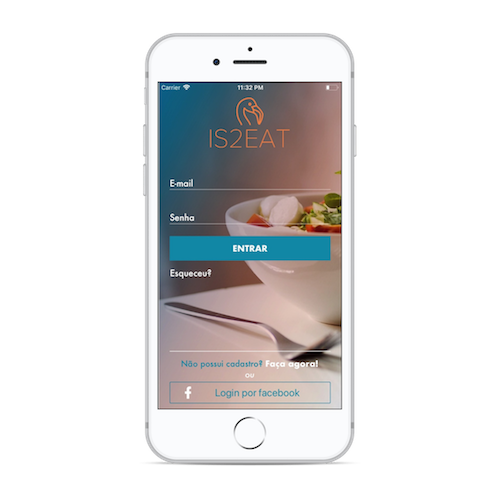 Carrier 11:32 PM
IS2EAT
E-mail
Senha
ENTRAR
Esqueceu?
Não possui cadastro? Faça agora!
ou
f Login por facebook